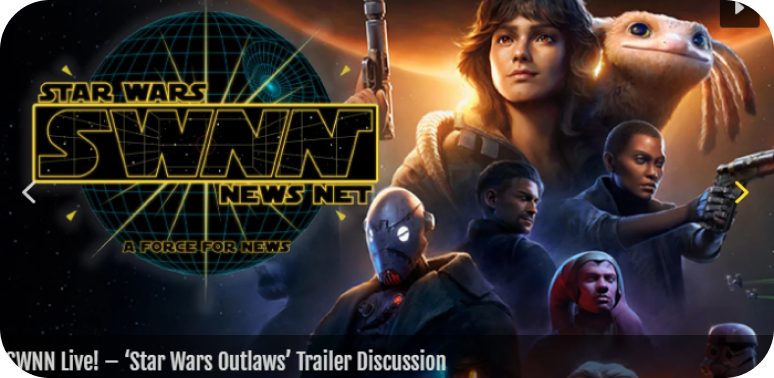 STAR WARS
SWNN
NEWS NET
A FORCE FOR NEWS
SWNN Live! – ‘Star Wars Outlaws’ Trailer Discussion